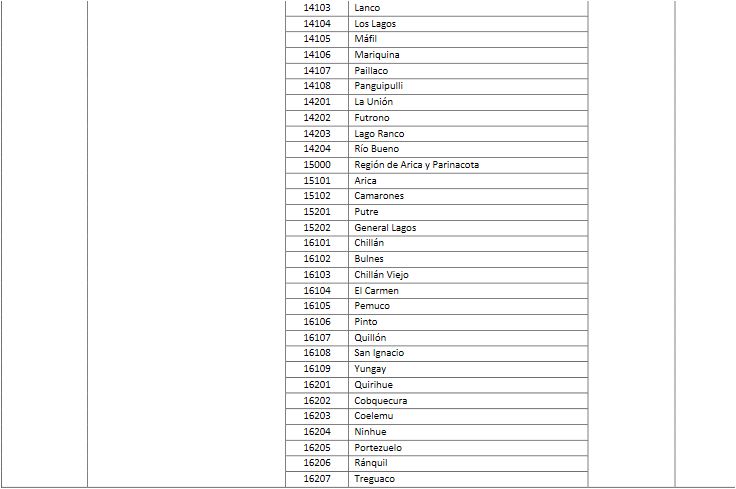 14103 Lanco
14104 Los Lagos
14105 Máfil
14106 Mariquina
14107 Paillaco
14108 Panguipulli
14201 La Unión
14202 Futrono
14203 Lago Ranco
14204 Río Bueno
15000 Región de Arica y Parinacota
15101 Arica
15102 Camarones
15201 Putre
15202 General Lagos
16101 Chillán
16102 Bulnes
16103 Chillán Viejo
16104 El Carmen
16105 Pemuco
16106 Pinto
16107 Quillón
16108 San Ignacio
16109 Yungay
16201 Quirihue
16202 Cobquecura
16203 Coelemu
16204 Ninhue
16205 Portezuelo
16206 Ránquil
16207 Treguaco